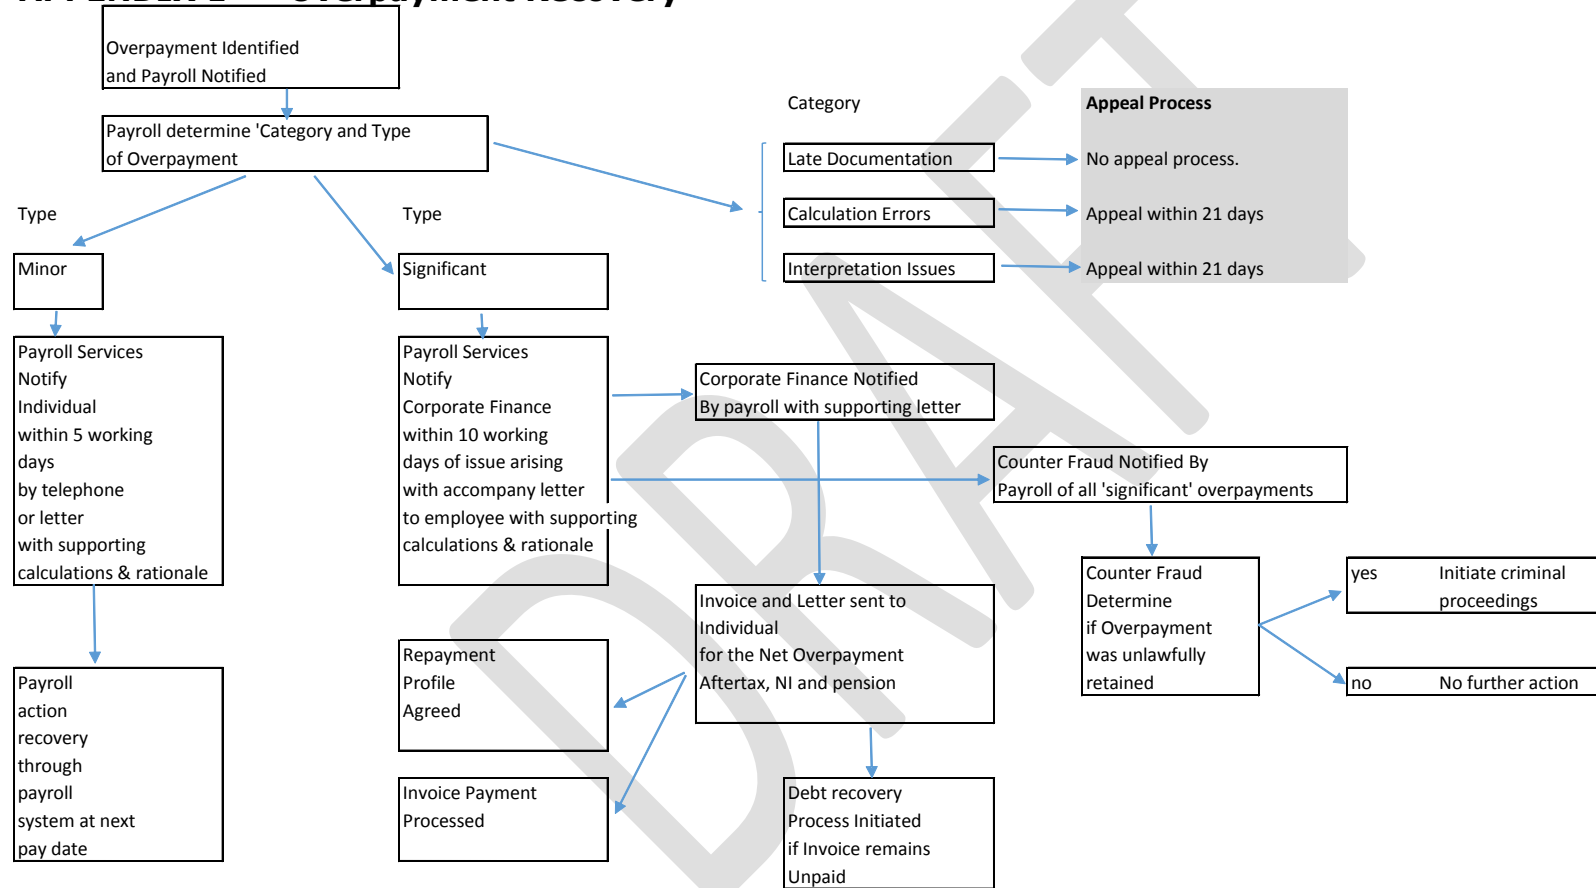 Overpayment Recovery
Overpayment Identified
and Payroll Notified
Payroll determine 'Category and Type
of Overpayment
Category
Appeal Process
Late Documentation
No appeal process.
Calculation Errors
Appeal within 21 days
Interpretation Issues
Appeal within 21 days
Type
Type
Minor
Significant
Payroll Services
Notify
Individual
within 5 working
days
by telephone
or letter
with supporting
calculations & rationale
Payroll Services
Notify
Corporate Finance
within 10 working
days of issue arising
with accompany letter
to employee with supporting
calculations & rationale
Corporate Finance Notified
By payroll with supporting letter
Counter Fraud Notified By
Payroll of all 'significant' overpayments
Counter Fraud
Determine
if Overpayment
was unlawfully
retained
yes Initiate criminal
proceedings
no No further action
Invoice and Letter sent to
Individual
for the Net Overpayment
Aftertax, NI and pension
Repayment
Profile
Agreed
Invoice Payment
Processed
Debt recovery
Process Initiated
if Invoice remains
Unpaid
Payroll
action
recovery
through
payroll
system at next
pay date
DRAFT